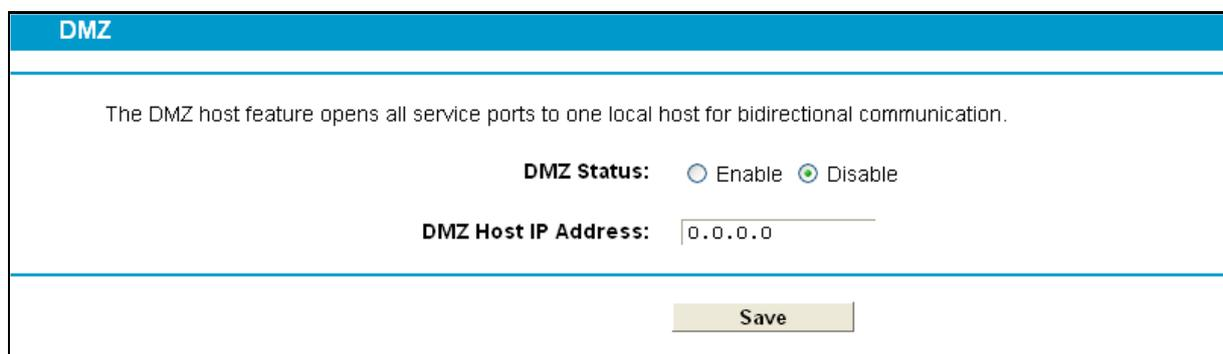 DMZ
The DMZ host feature opens all service ports to one local host for bidirectional communication.
DMZ Status: Enable Disable
DMZ Host IP Address: 0.0.0.0
Save